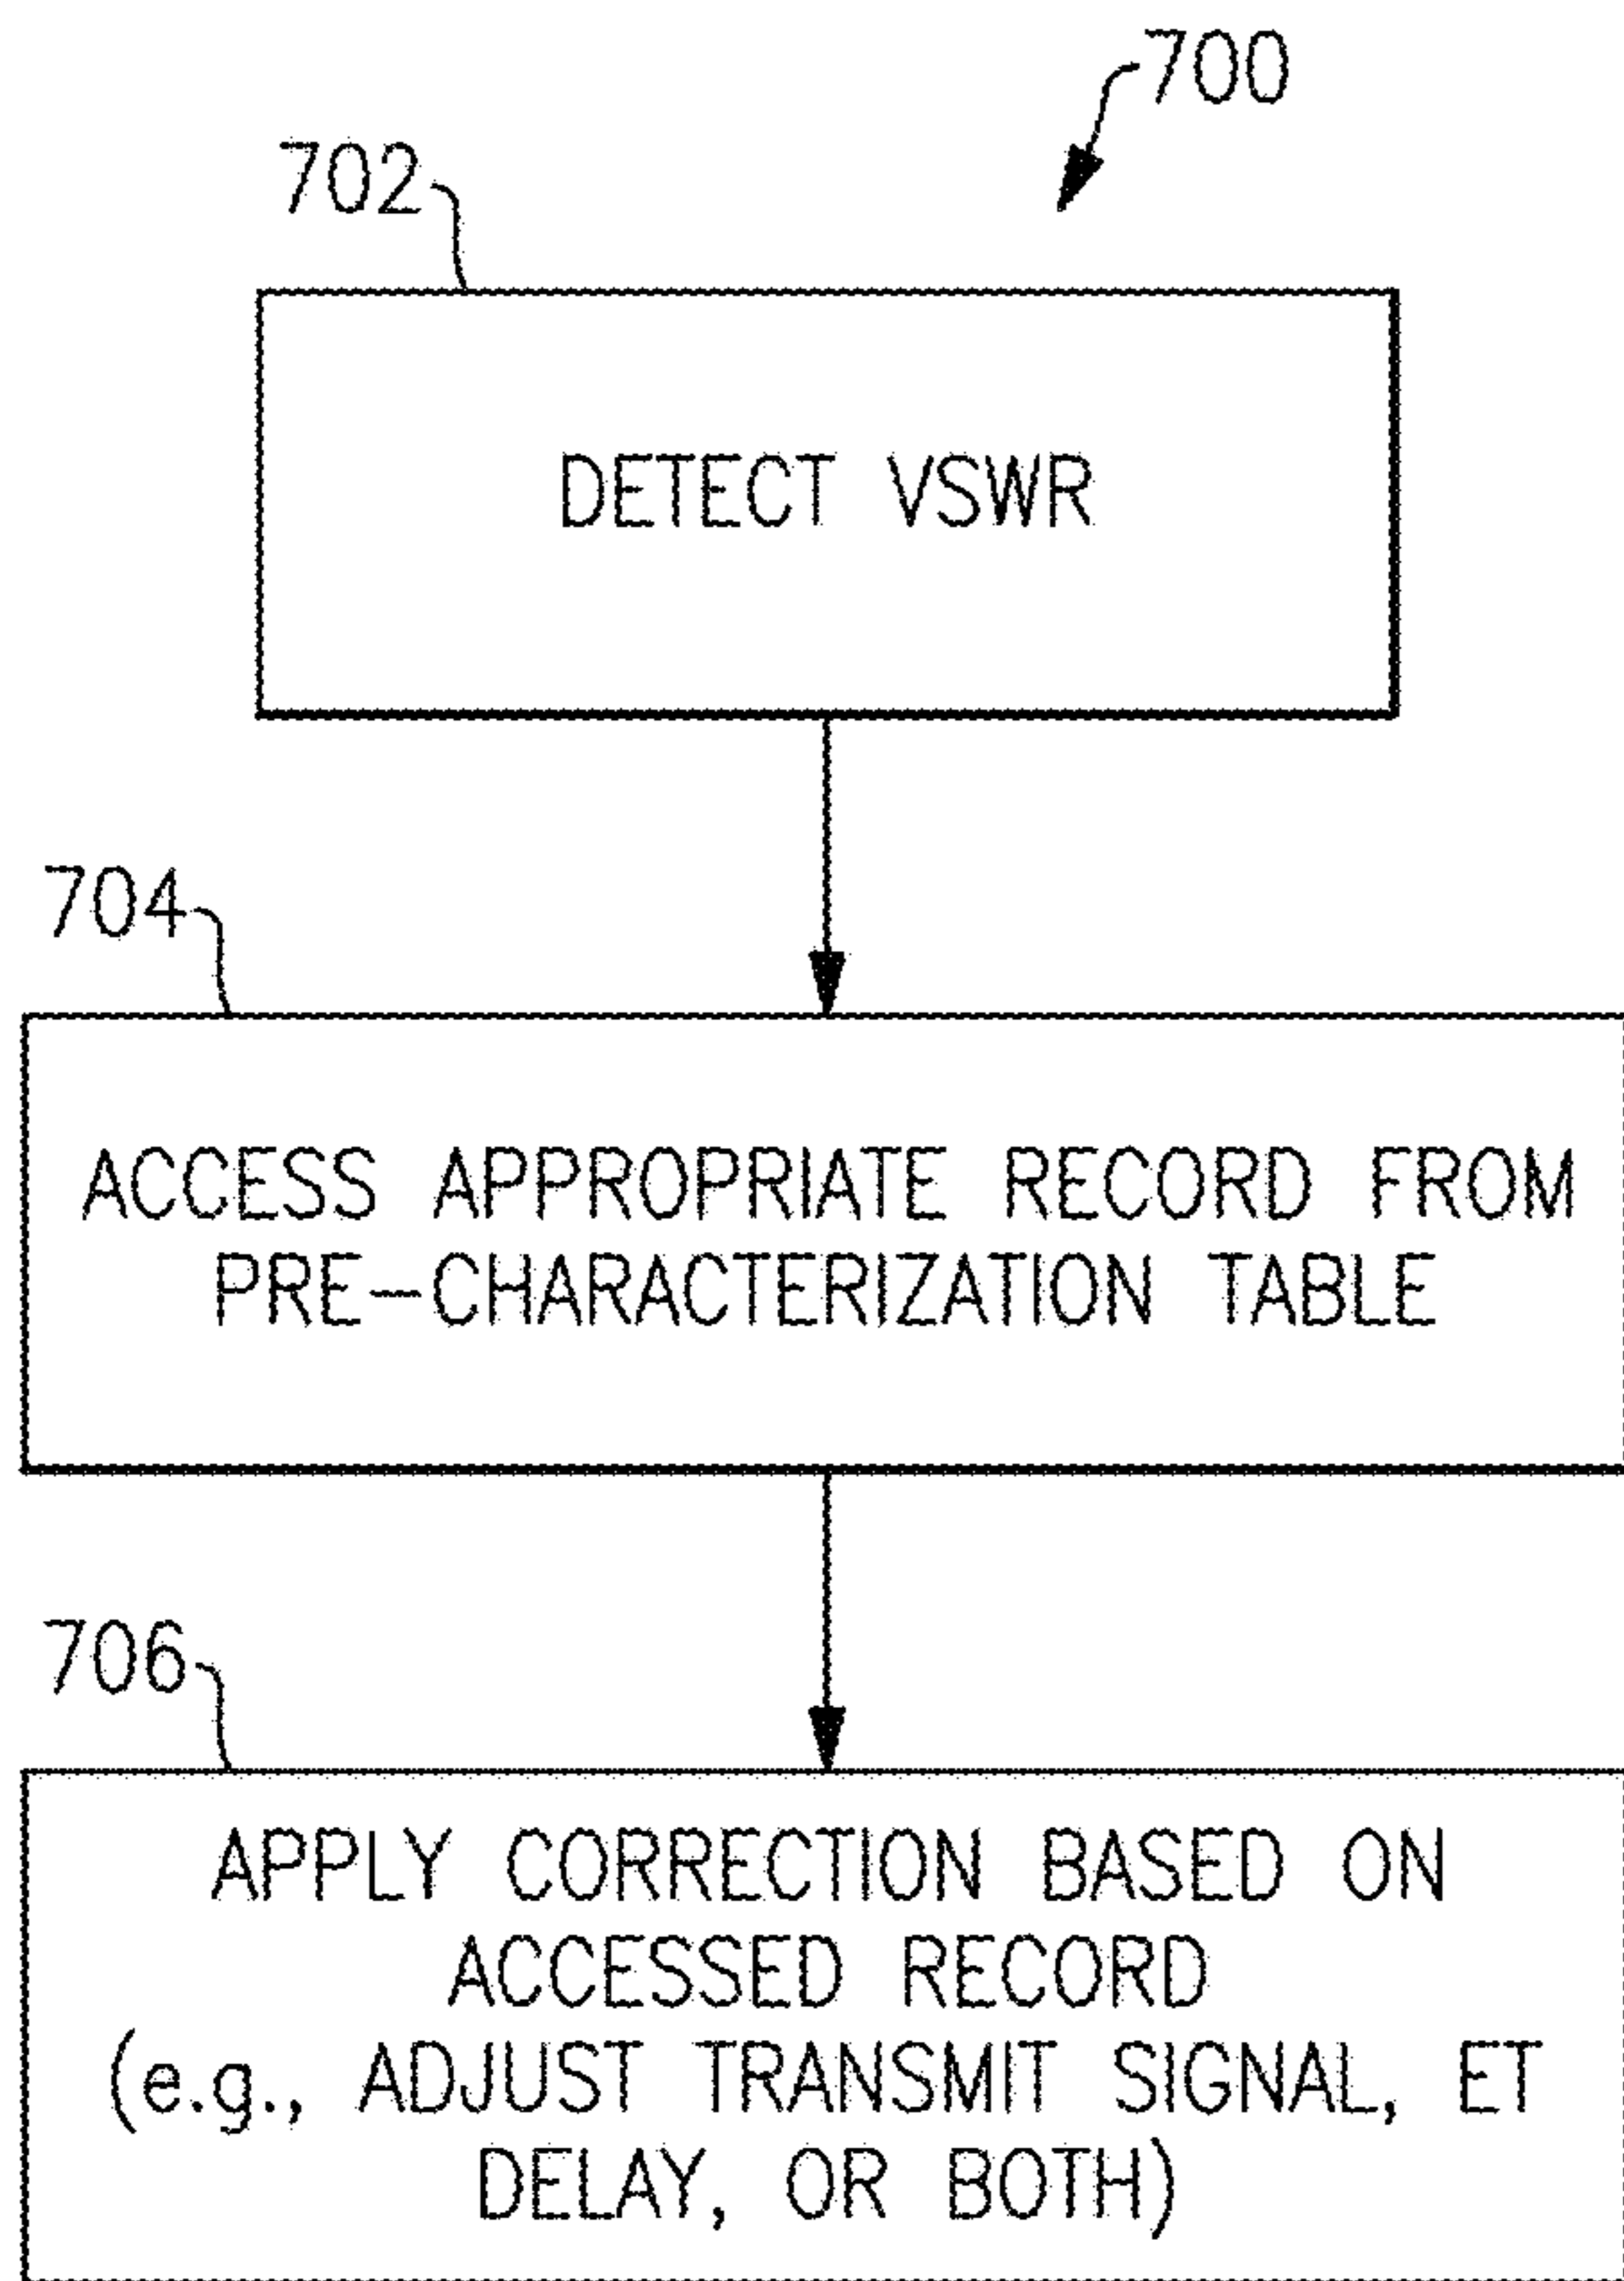 700
702
DETECT VSWR
704
ACCESS APPROPRIATE RECORD FROM
PRE-CHARACTERIZATION TABLE
706
APPLY CORRECTION BASED ON
ACCESSED RECORD
(e.g., ADJUST TRANSMIT SIGNAL, ET
DELAY, OR BOTH)